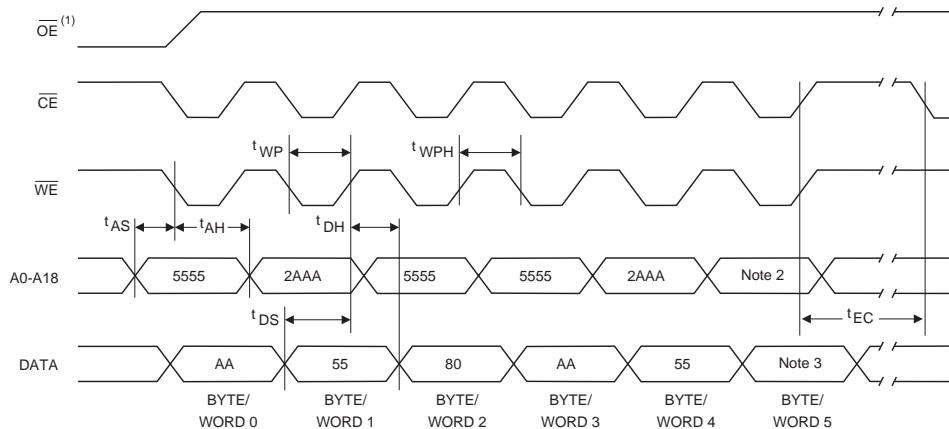 OE (1)
CE
t WP
t WPH
WE
t AS
t AH
t DH
A0-A18
5555
2AAA
5555
5555
2AAA
Note 2
t DS
t EC
DATA
AA
55
80
AA
55
Note 3
BYTE/
WORD 0
BYTE/
WORD 1
BYTE/
WORD 2
BYTE/
WORD 3
BYTE/
WORD 4
BYTE/
WORD 5